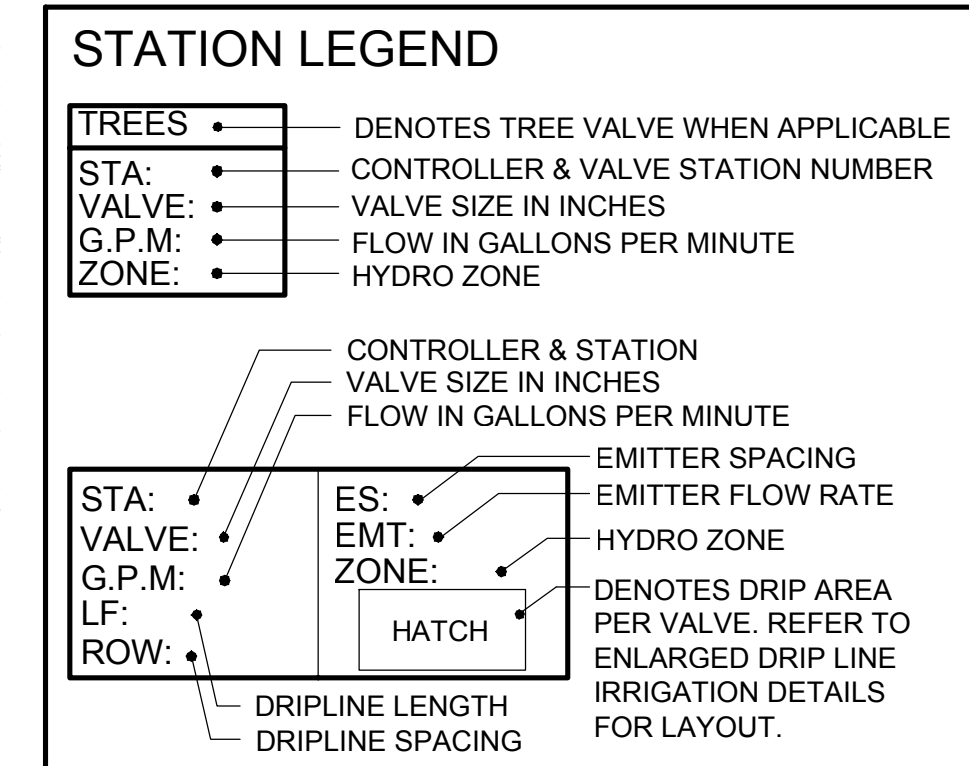 STATION LEGEND
TREES
DENOTES TREE VALVE WHEN APPLICABLE
STA:
CONTROLLER & VALVE STATION NUMBER
VALVE:
VALVE SIZE IN INCHES
G.P.M:
FLOW IN GALLONS PER MINUTE
ZONE:
HYDRO ZONE
CONTROLLER & STATION
VALVE SIZE IN INCHES
FLOW IN GALLONS PER MINUTE
STA:
VALVE:
G.P.M:
LF:
ROW:
ES:
EMT:
ZONE:
HATCH
EMITTER SPACING
EMITTER FLOW RATE
HYDRO ZONE
DENOTES DRIP AREA
PER VALVE. REFER TO
ENLARGED DRIP LINE
IRRIGATION DETAILS
FOR LAYOUT.
DRIPLINE LENGTH
DRIPLINE SPACING